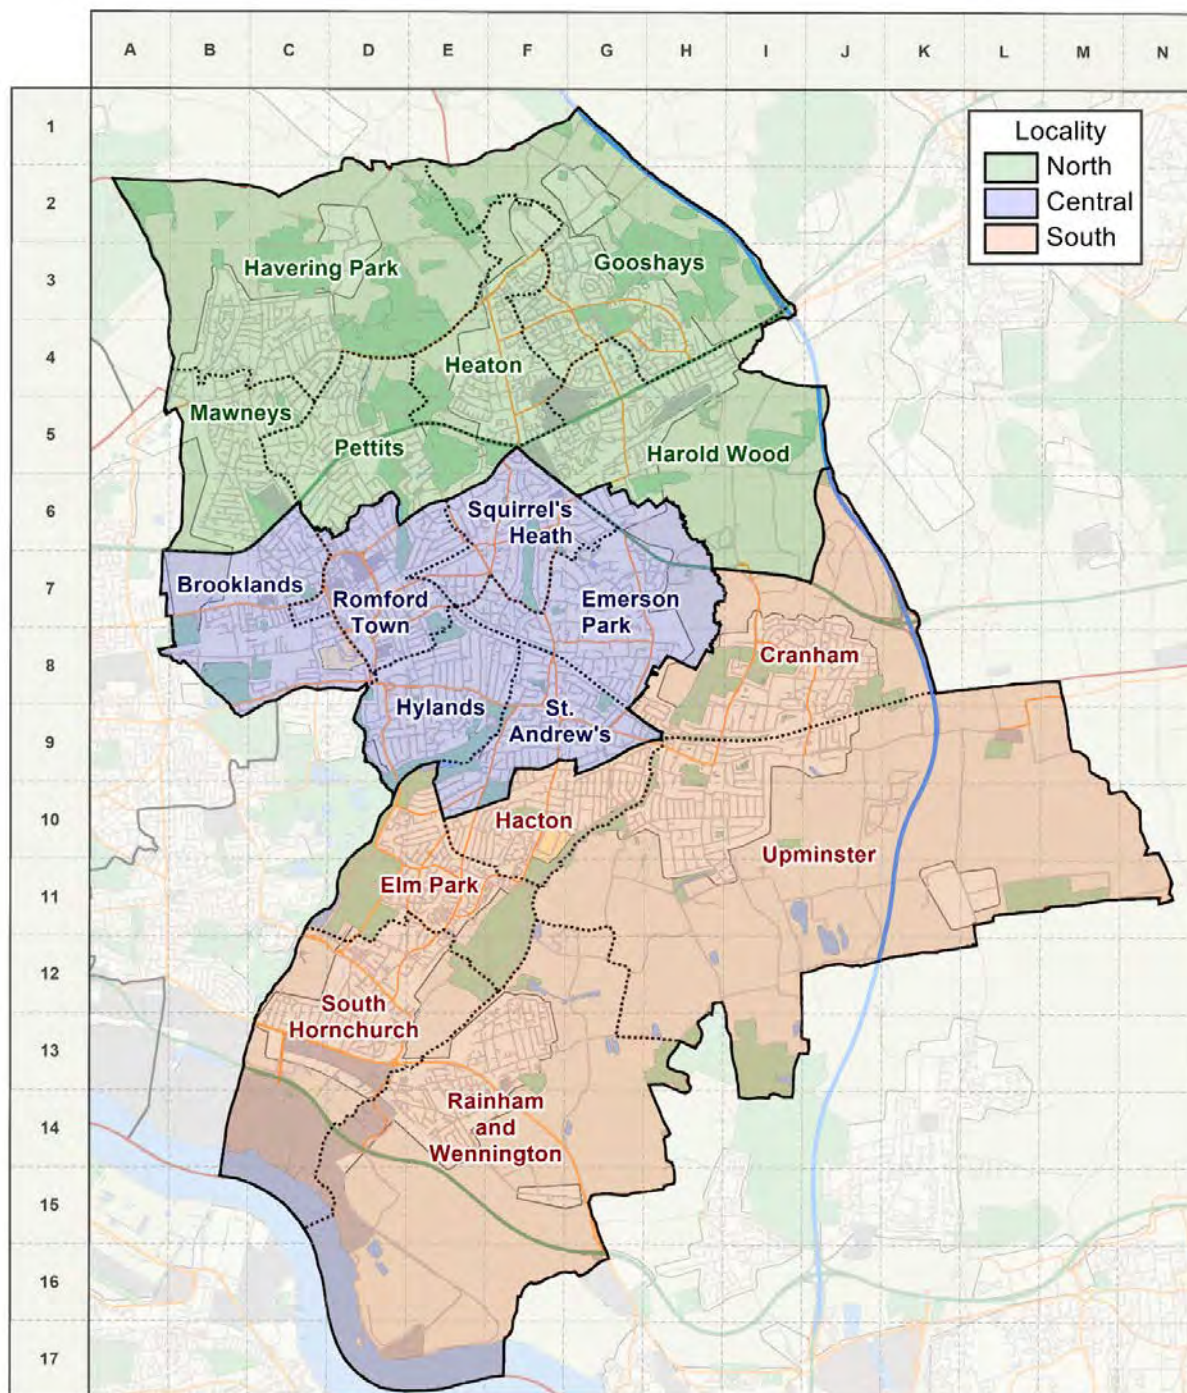 A B C D E F G H I J K L M N
1
2
3
4
5
6
7
8
9
10
11
12
13
14
15
16
17
Locality
North
Central
South
Havering Park
Gooshays
Heaton
Mawneys
Pettits
Harold Wood
Squirrel's
Heath
Brooklands
Romford
Town
Emerson
Park
Cranham
Hylands
St.
Andrew's
Hacton
Upminster
Elm Park
South
Hornchurch
Rainham
and
Wennington